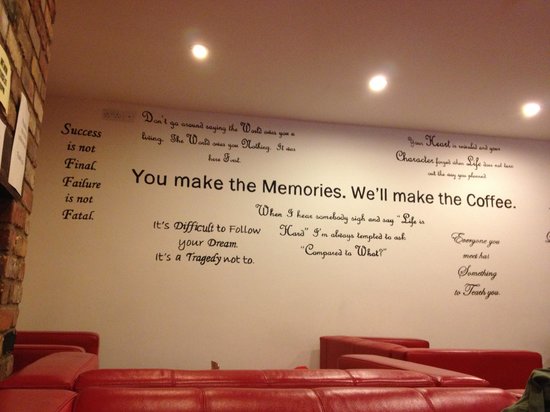 Success
is not
Final.
Failure
is not
Fatal.
Don't go around saying the World owes you a
living. The World owes you Nothing. It was
here First.
Your Heart is revealed and your
Character forged when Life does not turn
out the way you planned.
You make the Memories. We'll make the Coffee.
When I hear somebody sigh and say "Life is
Hard" I'm always tempted to ask
"Compared to What?"
It's Difficult to Follow
your Dream.
It's a Tragedy not to.
Everyone you
meet has
Something
to Teach you.